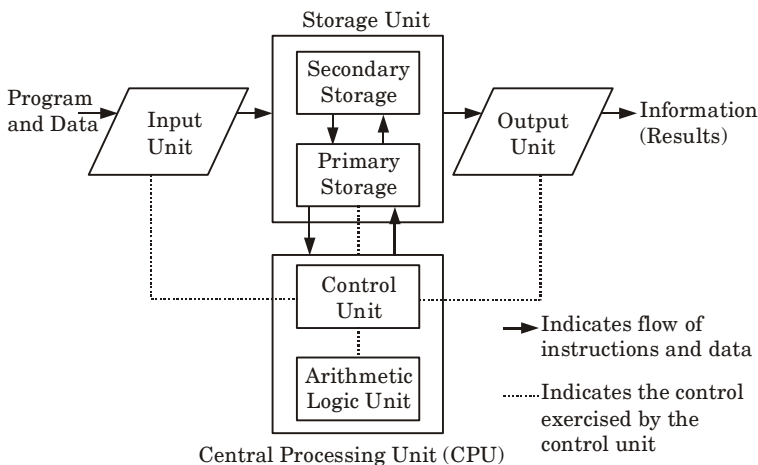 Storage Unit
Program
and Data
Input
Unit
Secondary
Storage
Primary
Storage
Output
Unit
Information
(Results)
Control
Unit
Arithmetic
Logic Unit
Central Processing Unit (CPU)
Indicates flow of
instructions and data
Indicates the control
exercised by the
control unit